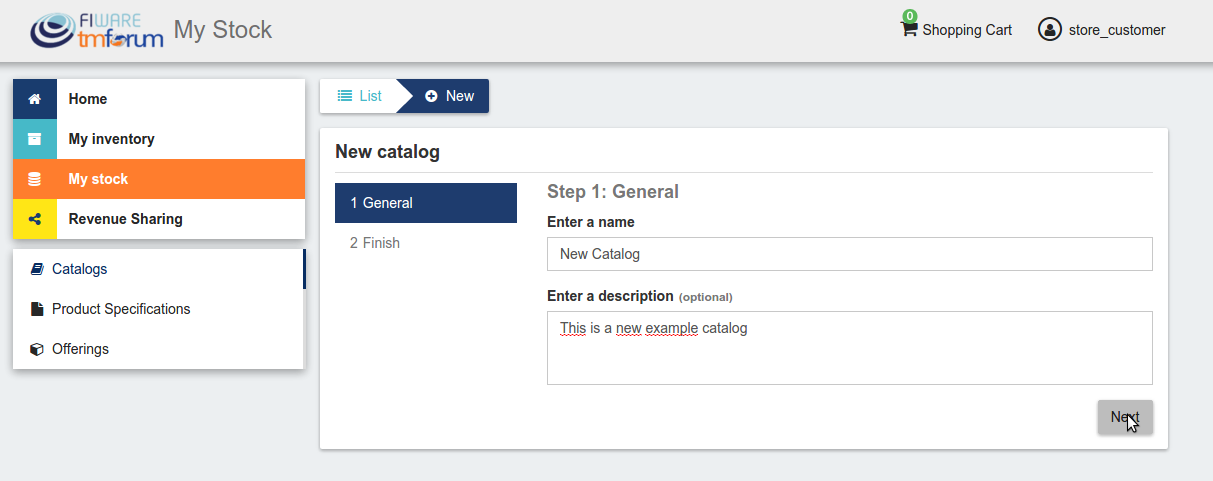 FIWARE
tmforum
My Stock
0
Shopping Cart
store_customer
Home
My inventory
My stock
Revenue Sharing
Catalogs
Product Specifications
Offerings
List
New
New catalog
1 General
2 Finish
Step 1: General
Enter a name
New Catalog
Enter a description (optional)
This is a new example catalog
Next